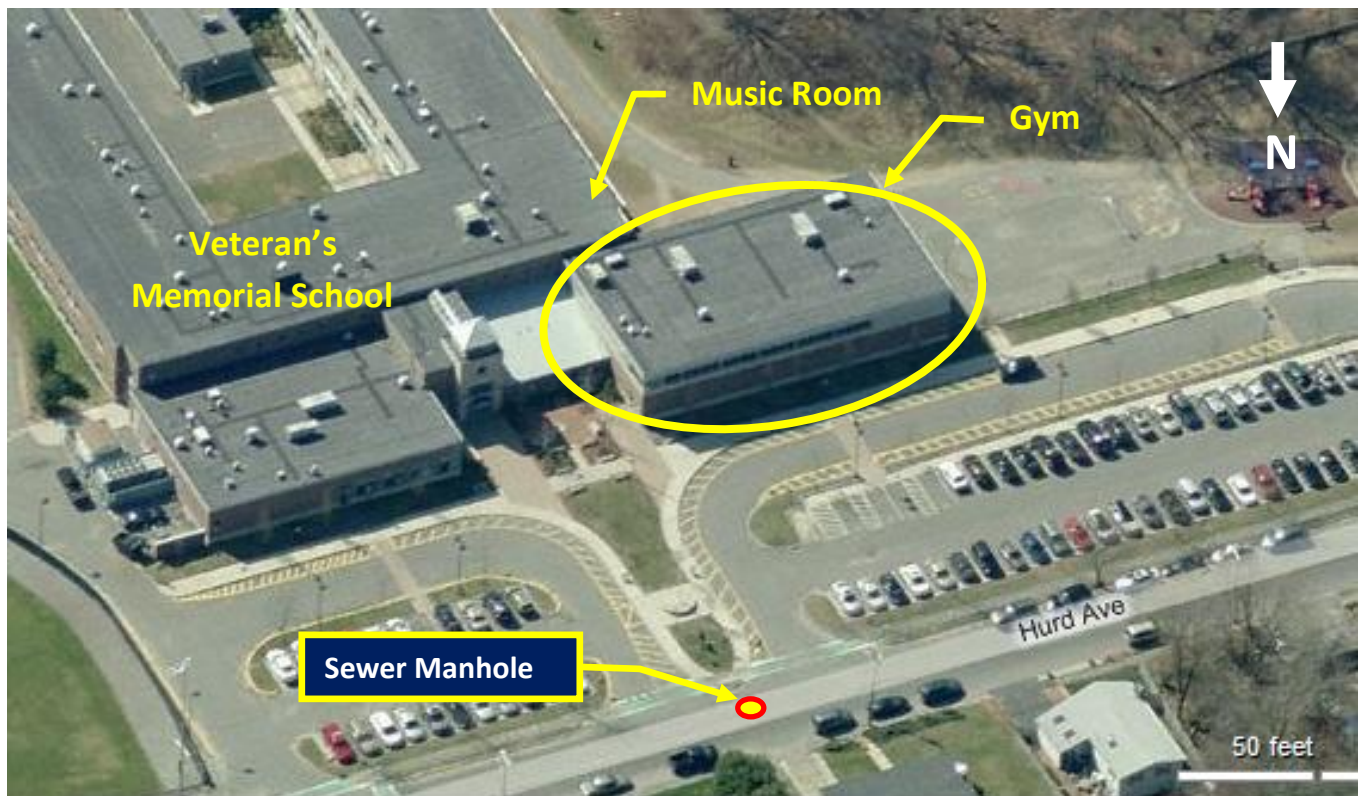 Music Room
Gym
N
Veteran's
Memorial School
Hurd Ave
Sewer Manhole
50 feet